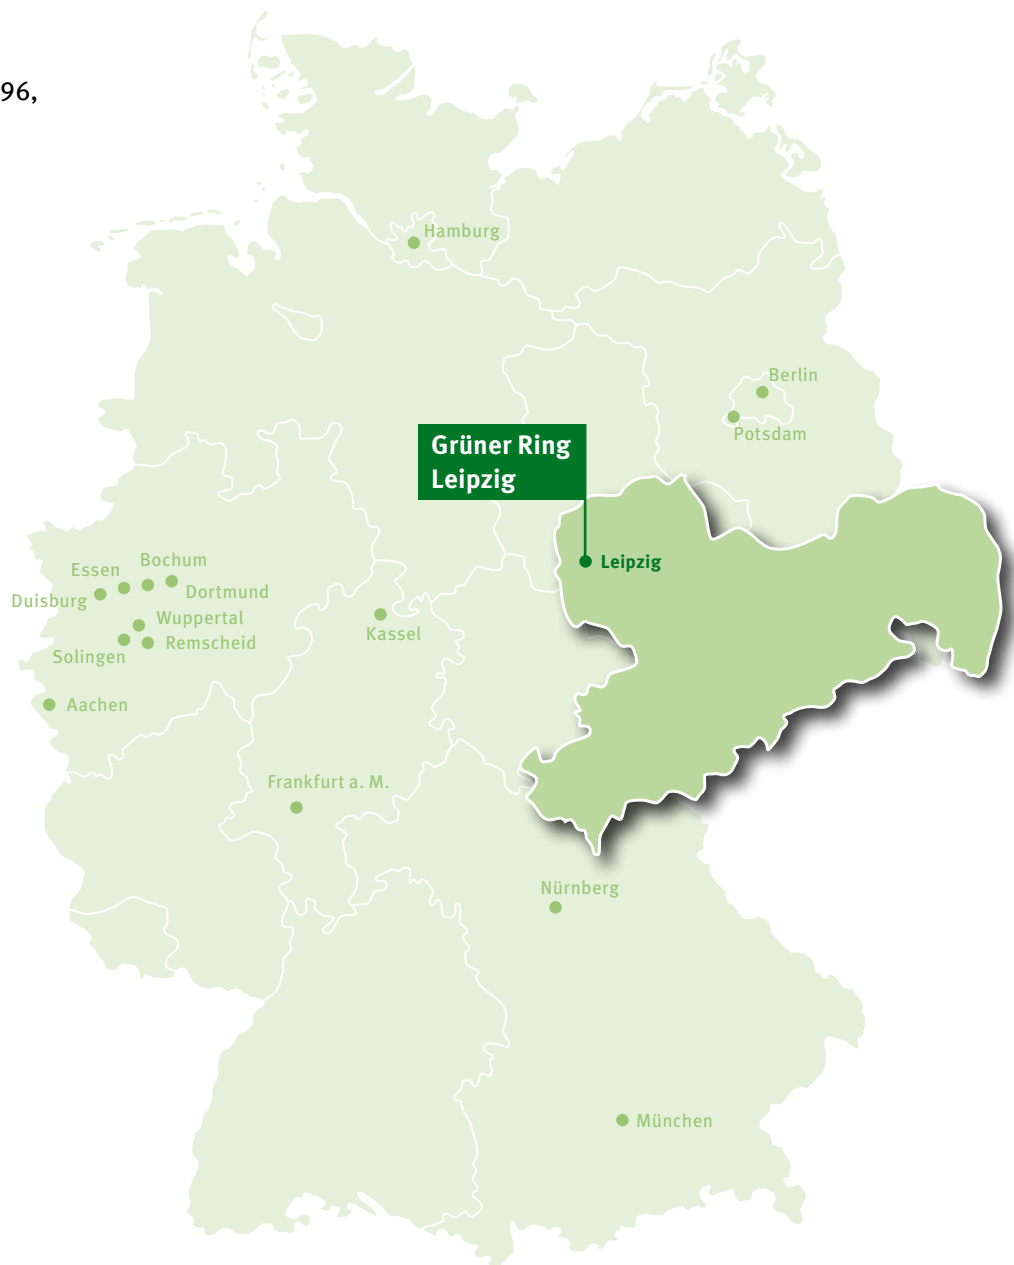 96,
Hamburg
Berlin
Potsdam
Grüner Ring
Leipzig
Leipzig
Bochum
Essen
Dortmund
Duisburg
Wuppertal
Kassel
Remscheid
Solingen
Aachen
Frankfurt a. M.
Nürnberg
München